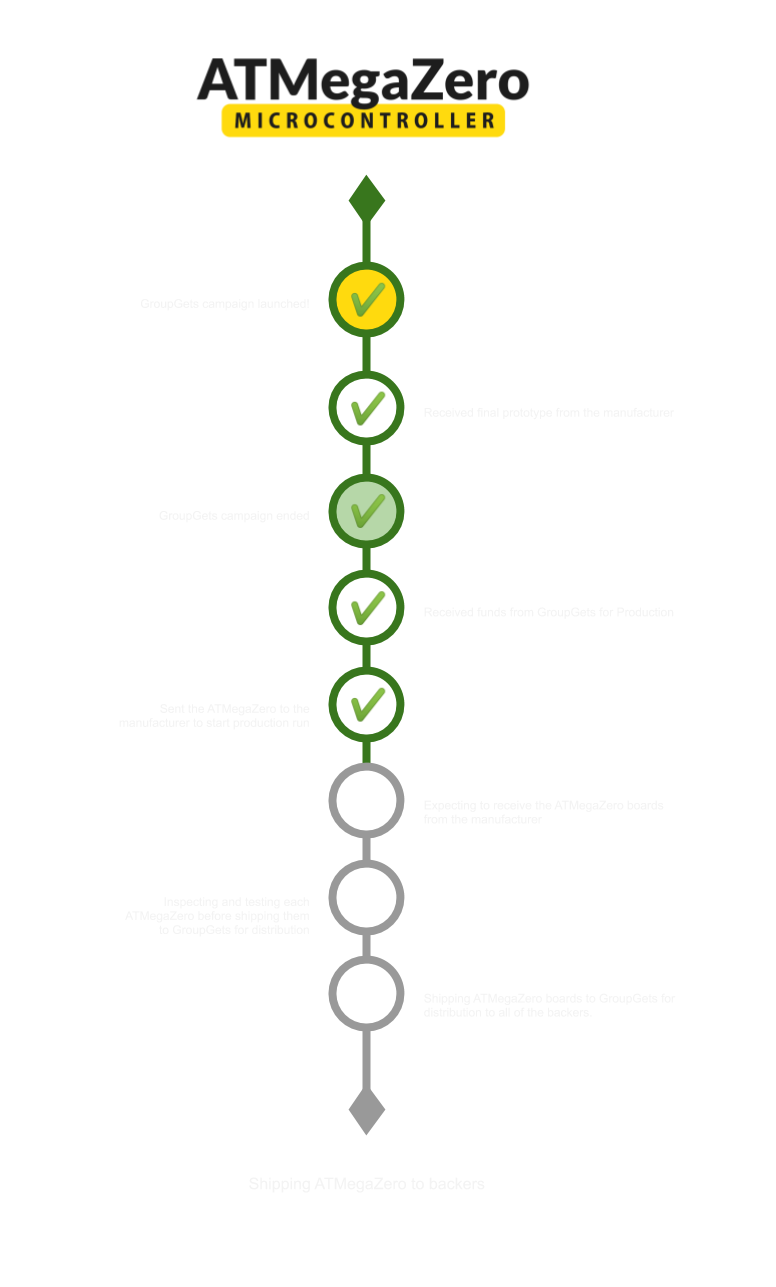 ATMegaZero
MICROCONTROLLER
GroupGets campaign launched!
Received final prototype from the manufacturer
GroupGets campaign ended
Received funds from GroupGets for Production
Sent the ATMegaZero to the
manufacturer to start production run
Expecting to receive the ATMegaZero boards
from the manufacturer
Inspecting and testing each
ATMegaZero before shipping them
to GroupGets for distribution
Shipping ATMegaZero boards to GroupGets for
distribution to all of the backers.
Shipping ATMegaZero to backers